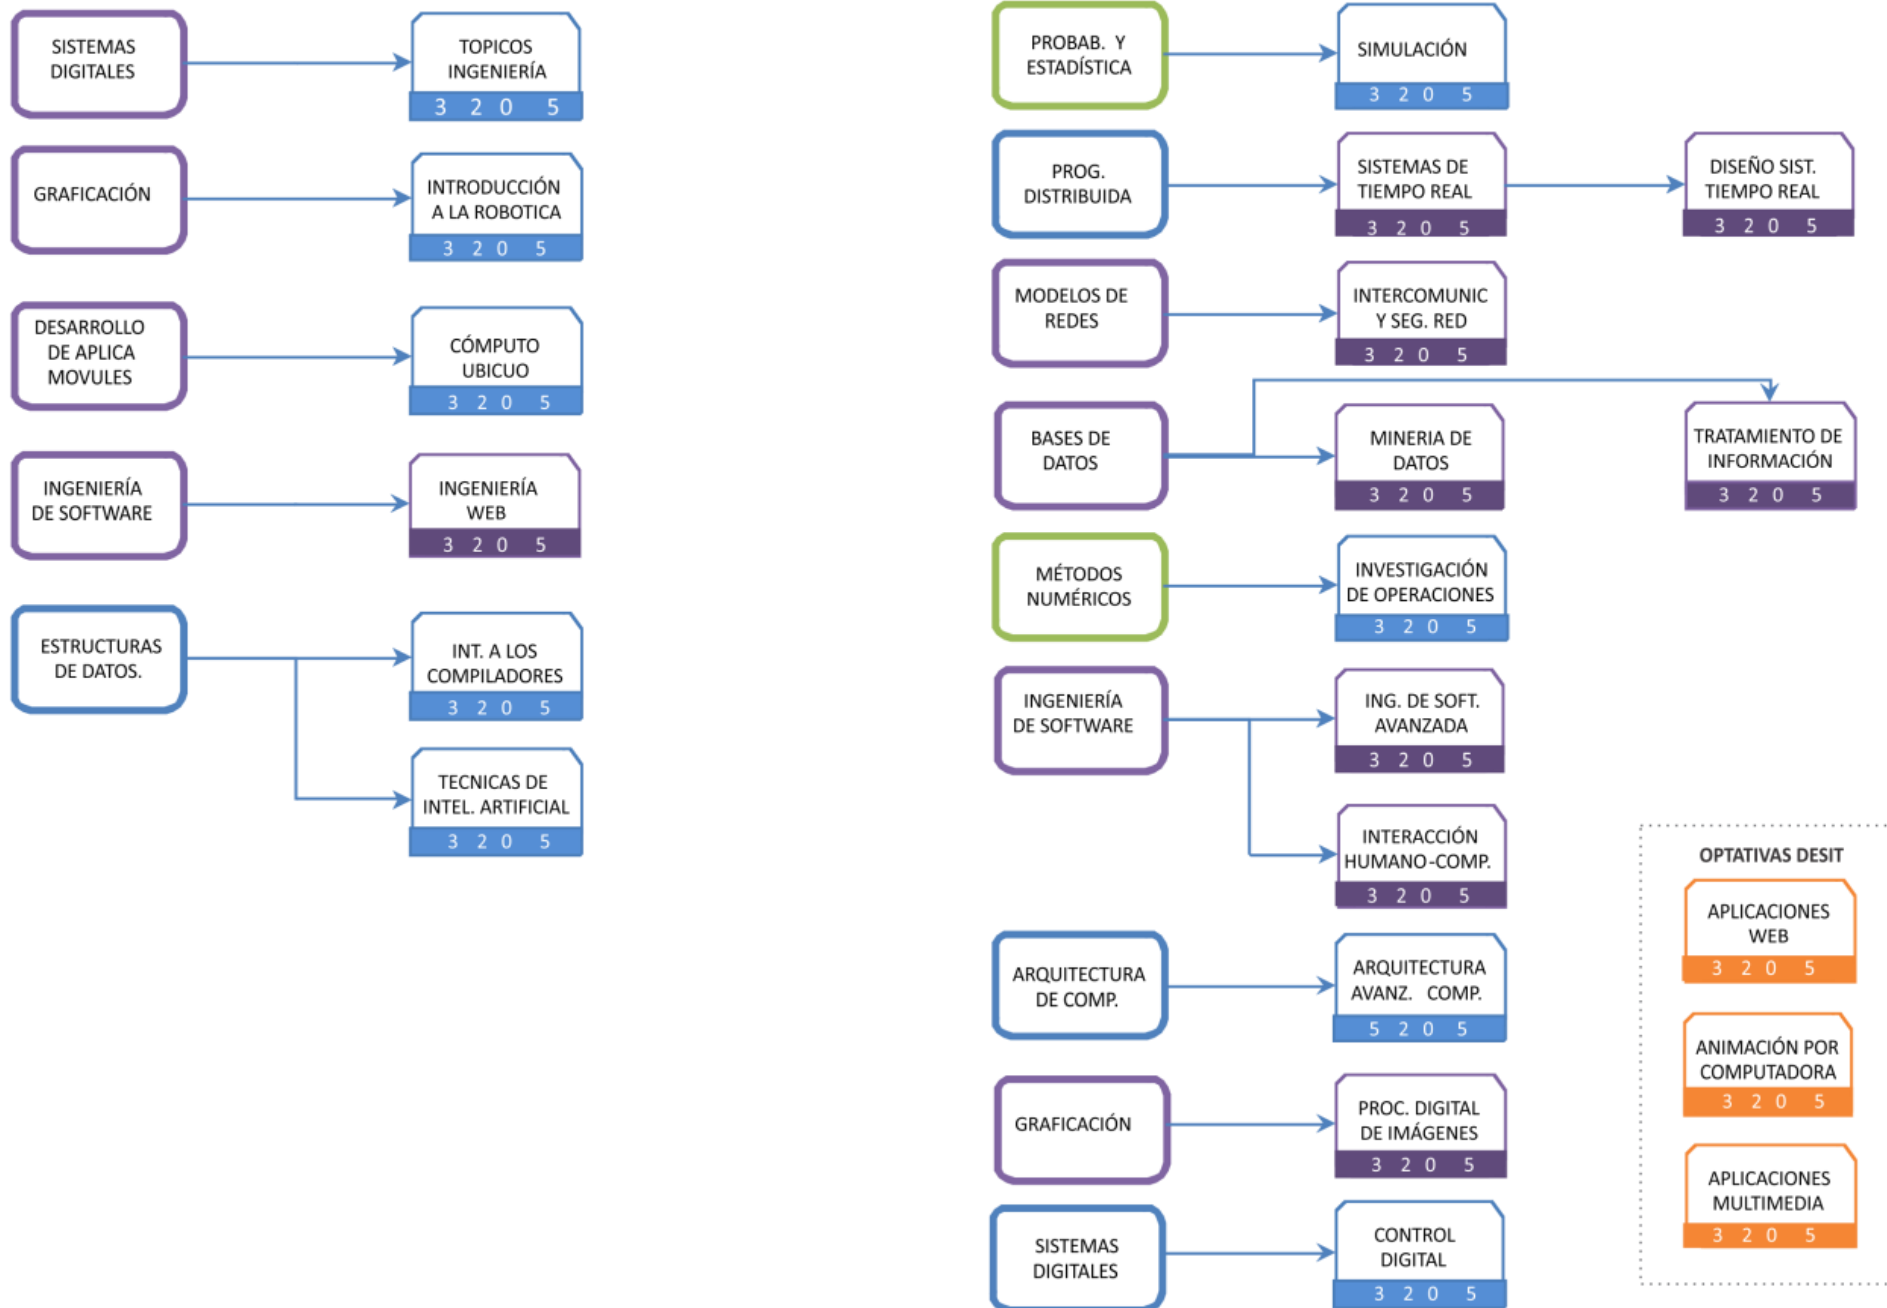 SISTEMAS
DIGITALES
TOPICOS
INGENIERÍA
3 2 0 5
GRAFICACIÓN
INTRODUCCIÓN
A LA ROBOTICA
3 2 0 5
DESARROLLO
DE APLICA
MOVULES
CÓMPUTO
UBICUO
3 2 0 5
INGENIERÍA
DE SOFTWARE
INGENIERÍA
WEB
3 2 0 5
ESTRUCTURAS
DE DATOS.
INT. A LOS
COMPILADORES
3 2 0 5
TECNICAS DE
INTEL. ARTIFICIAL
3 2 0 5
PROBAB. Y
ESTADÍSTICA
SIMULACIÓN
3 2 0 5
PROG.
DISTRIBUIDA
SISTEMAS DE
TIEMPO REAL
3 2 0 5
DISEÑO SIST.
TIEMPO REAL
3 2 0 5
MODELOS DE
REDES
INTERCOMUNIC
Y SEG. RED
3 2 0 5
BASES DE
DATOS
MINERIA DE
DATOS
3 2 0 5
TRATAMIENTO DE
INFORMACIÓN
3 2 0 5
MÉTODOS
NUMÉRICOS
INVESTIGACIÓN
DE OPERACIONES
3 2 0 5
INGENIERÍA
DE SOFTWARE
ING. DE SOFT.
AVANZADA
3 2 0 5
INTERACCIÓN
HUMANO-COMP.
3 2 0 5
ARQUITECTURA
DE COMP.
ARQUITECTURA
AVANZ. COMP.
5 2 0 5
GRAFICACIÓN
PROC. DIGITAL
DE IMÁGENES
3 2 0 5
SISTEMAS
DIGITALES
CONTROL
DIGITAL
3 2 0 5
OPTATIVAS DESIT
APLICACIONES
WEB
3 2 0 5
ANIMACIÓN POR
COMPUTADORA
3 2 0 5
APLICACIONES
MULTIMEDIA
3 2 0 5